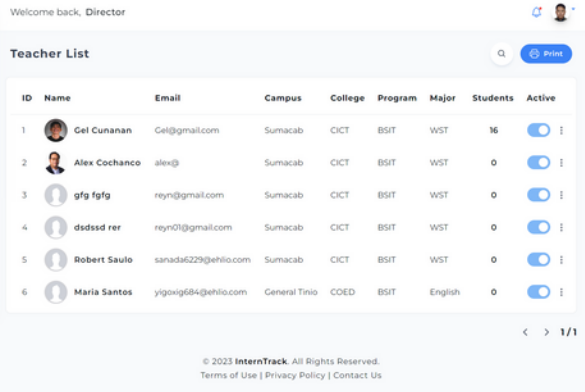 Welcome back, Director
Teacher List
Print
ID Name Email Campus College Program Major Students Active
1 Gel Cunanan Gel@gmail.com Sumacab CICT BSIT WST 16
2 Alex Cochanco alex@ Sumacab CICT BSIT WST 0
3 gfg fgfg reyn@gmail.com Sumacab CICT BSIT WST 0
4 dsdssd rer reyn01@gmail.com Sumacab CICT BSIT WST 0
5 Robert Saulo sanada6229@ehlio.com Sumacab CICT BSIT WST 0
6 Maria Santos yigoxig684@ehlio.com General Tinio COED BSIT English 0
< > 1/1
© 2023 InternTrack. All Rights Reserved.
Terms of Use | Privacy Policy | Contact Us